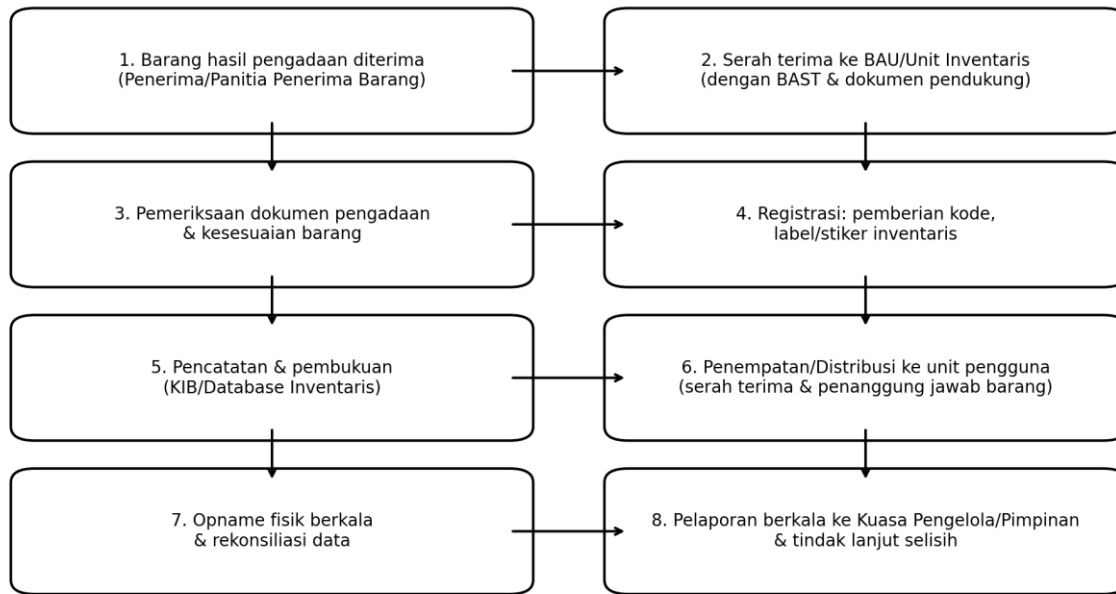 1. Barang hasil pengadaan diterima
(Penerima/Panitia Penerima Barang)
2. Serah terima ke BAU/Unit Inventaris
(dengan BAST & dokumen pendukung)
3. Pemeriksaan dokumen pengadaan
& kesesuaian barang
4. Registrasi: pemberian kode,
label/stiker inventaris
5. Pencatatan & pembukuan
(KIB/Database Inventaris)
6. Penempatan/Distribusi ke unit pengguna
(serah terima & penanggung jawab barang)
7. Opname fisik berkala
& rekonsiliasi data
8. Pelaporan berkala ke Kuasa Pengelola/Pimpinan
& tindak lanjut selisih